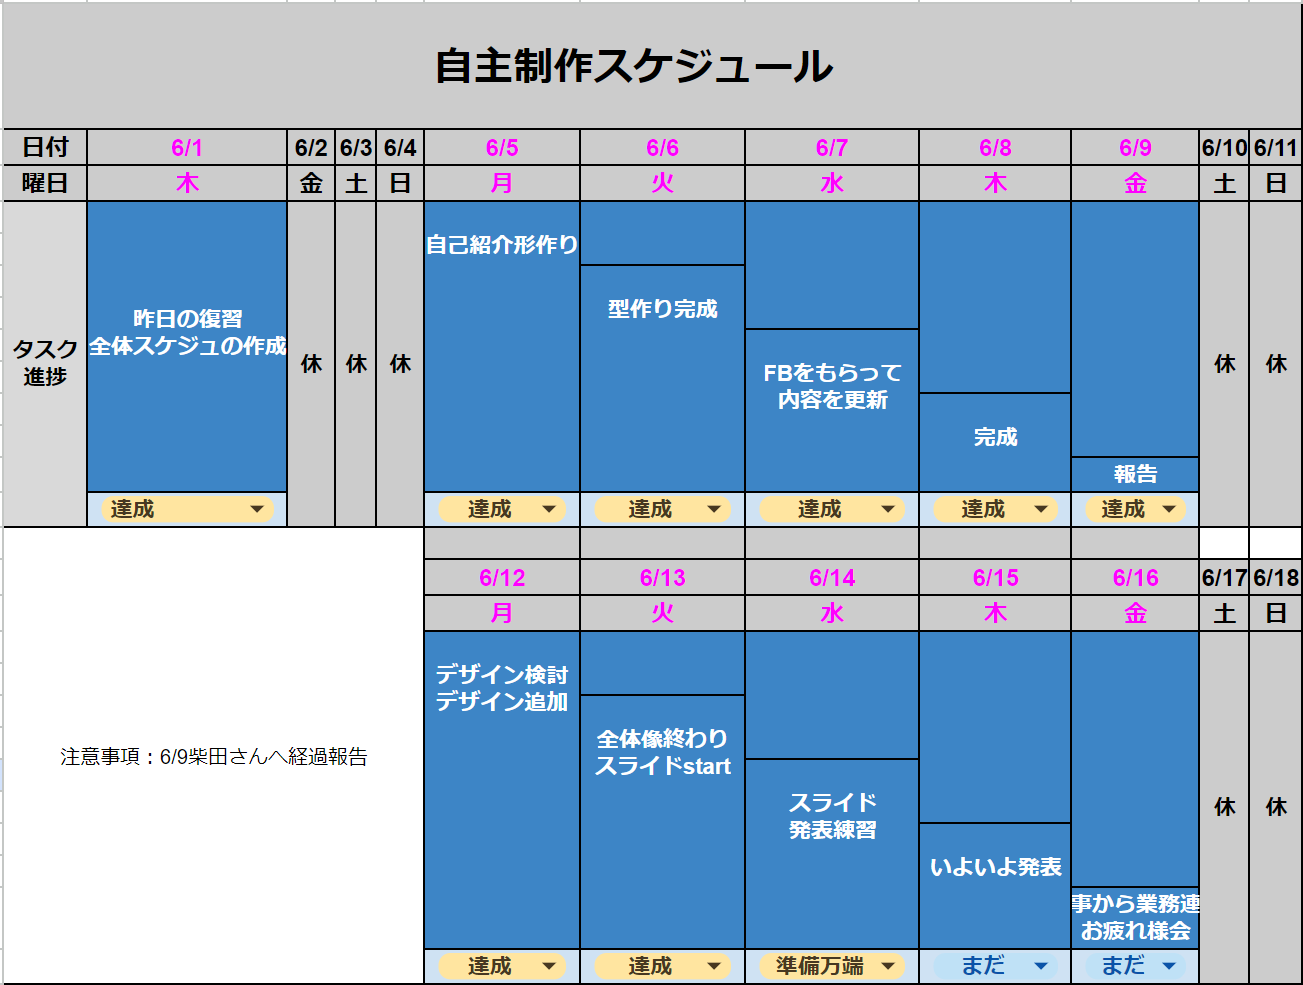 自主制作スケジュール
日付 6/1 6/2 6/3 6/4 6/5 6/6 6/7 6/8 6/9 6/10 6/11
曜日 木 金 土 日 月 火 水 木 金 土 日
タスク
進捗
昨日の復習
全体スケジュの作成
休 休 休
自己紹介形作り
型作り完成
FBをもらって
内容を更新
完成
報告
休 休
達成 達成 達成 達成 達成 達成
6/12 6/13 6/14 6/15 6/16 6/17 6/18
月 火 水 木 金 土 日
注意事項：6/9柴田さんへ経過報告
デザイン検討
デザイン追加
全体像終わり
スライドstart
スライド
発表練習
いよいよ発表
事から業務連
お疲れ様会
休 休
達成 達成 準備万端 まだ まだ